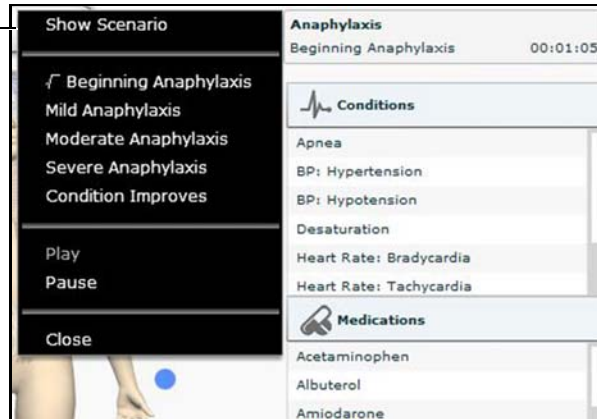 Show Scenario
√ Beginning Anaphylaxis
Mild Anaphylaxis
Moderate Anaphylaxis
Severe Anaphylaxis
Condition Improves
Play
Pause
Close
Anaphylaxis
Beginning Anaphylaxis 00:01:05
Conditions
Apnea
BP: Hypertension
BP: Hypotension
Desaturation
Heart Rate: Bradycardia
Heart Rate: Tachycardia
Medications
Acetaminophen
Albuterol
Amiodarone